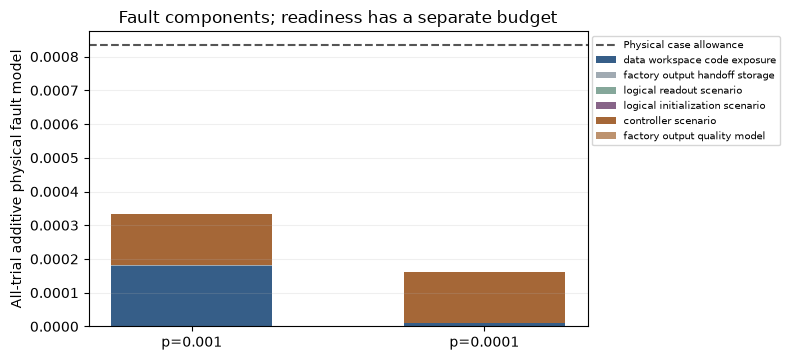 Fault components; readiness has a separate budget
All-trial additive physical fault model
0.0008
0.0007
0.0006
0.0005
0.0004
0.0003
0.0002
0.0001
0.0000
p=0.001
p=0.0001
Physical case allowance
data workspace code exposure
factory output handoff storage
logical readout scenario
logical initialization scenario
controller scenario
factory output quality model